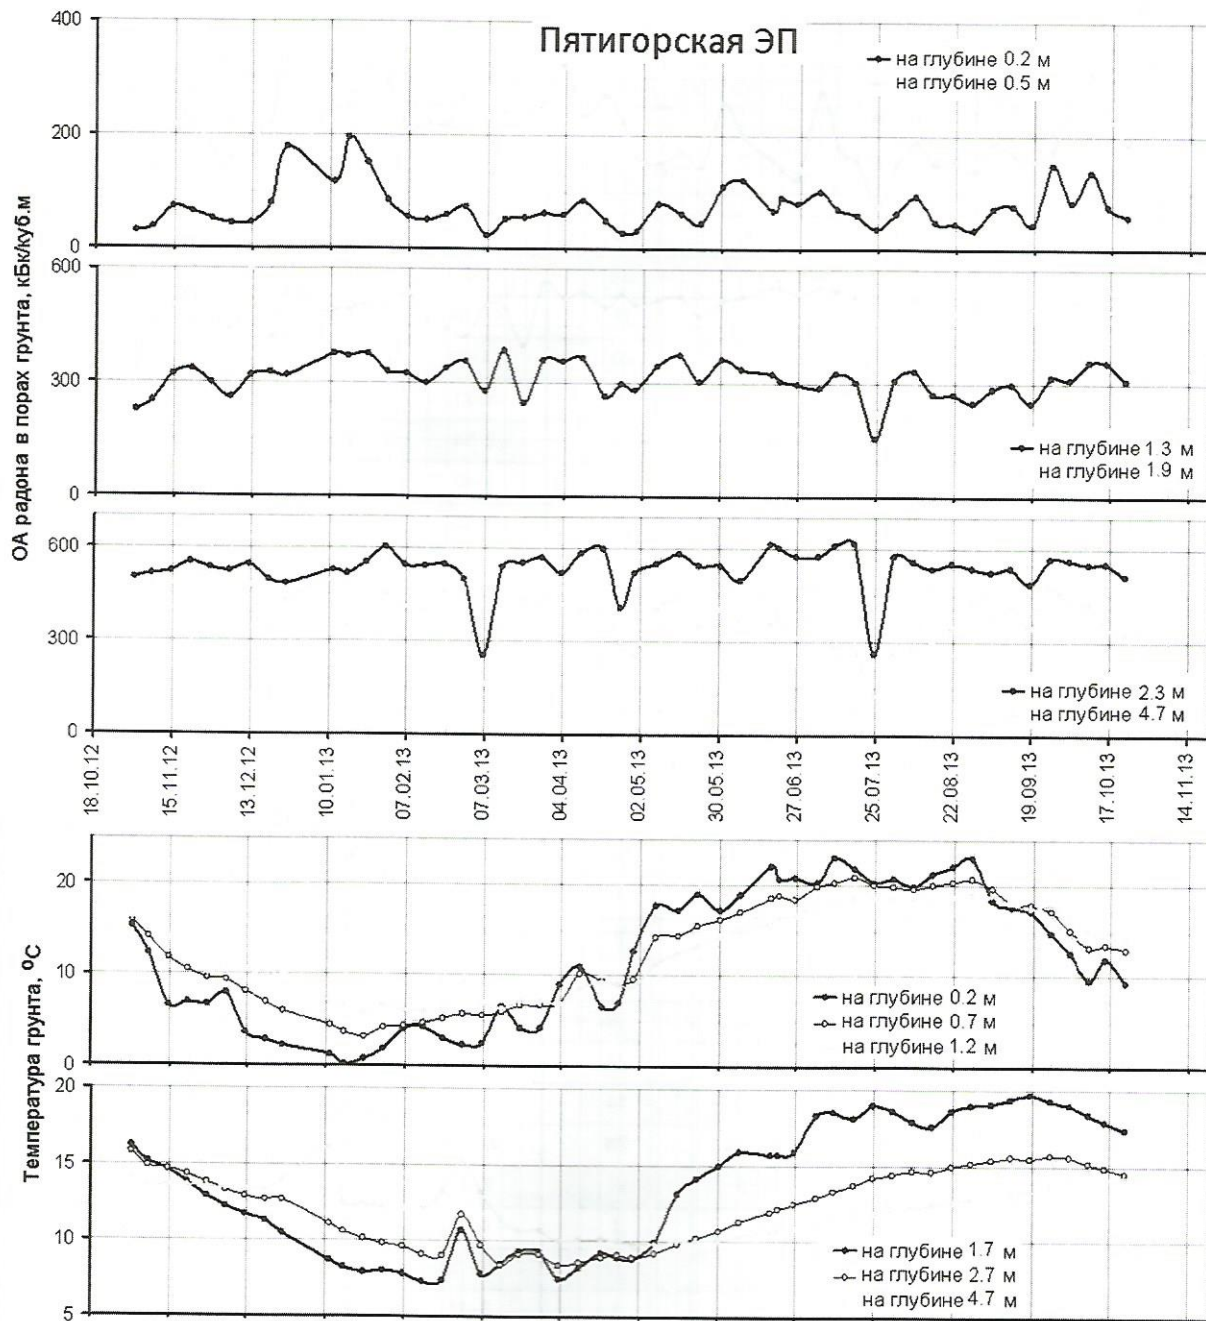 Пятигорская ЭП
400
200
0
на глубине 0.2 м
на глубине 0.5 м
ОА радона в порах грунта, кБк/куб.м
600
300
0
на глубине 1.3 м
на глубине 1.9 м
600
300
0
на глубине 2.3 м
на глубине 4.7 м
18.10.12
15.11.12
13.12.12
10.01.13
07.02.13
07.03.13
04.04.13
02.05.13
30.05.13
27.06.13
25.07.13
22.08.13
19.09.13
17.10.13
14.11.13
Температура грунта, ⁰С
20
10
0
на глубине 0.2 м
на глубине 0.7 м
на глубине 1.2 м
20
15
10
5
на глубине 1.7 м
на глубине 2.7 м
на глубине 4.7 м